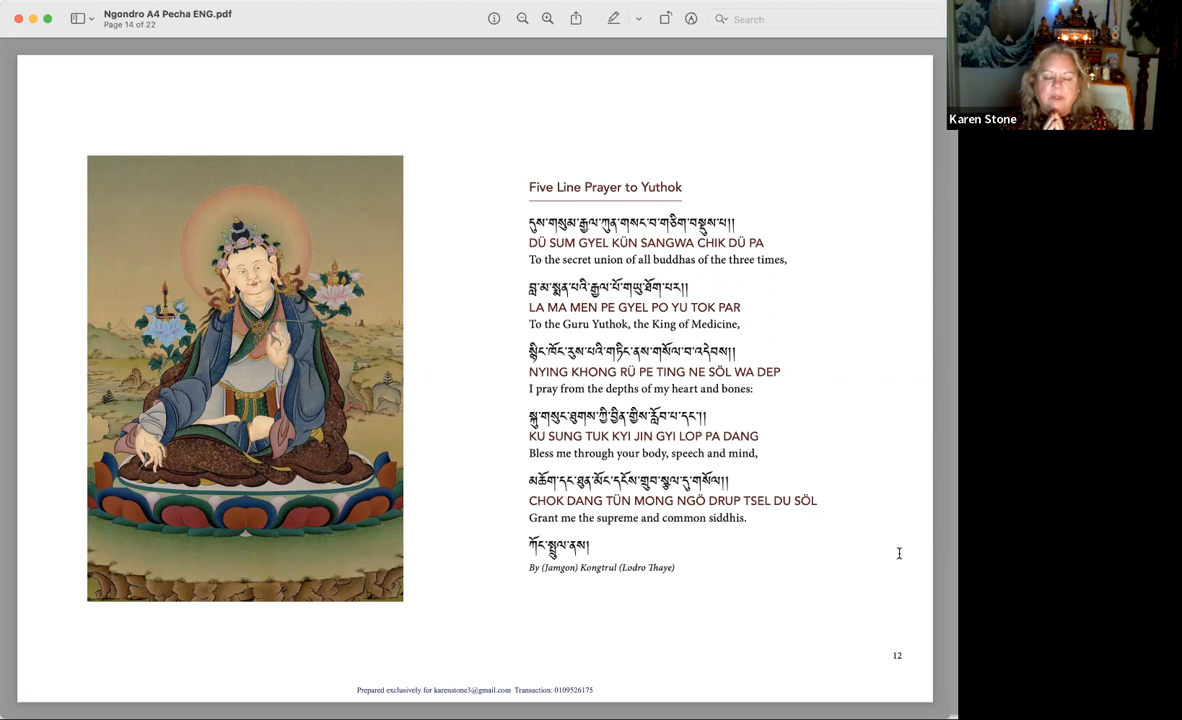 Ngondro A4 Pecha ENG.pdf
Page 14 of 22
Search
Karen Stone
Five Line Prayer to Yuthok
དུས་གསུམ་རྒྱལ་ཀུན་གསང་བ་གཅིག་བསྡུས་པ།།
DÜ SUM GYEL KÜN SANGWA CHIK DÜ PA
To the secret union of all buddhas of the three times,
བླ་མ་སྨན་པའི་རྒྱལ་པོ་གཡུ་ཐོག་པར།།
LA MA MEN PE GYEL PO YU TOK PAR
To the Guru Yuthok, the King of Medicine,
སྙིང་ཁོང་རུས་པའི་གཏིང་ནས་གསོལ་བ་འདེབས།།
NYING KHONG RÜ PE TING NE SÖL WA DEP
I pray from the depths of my heart and bones:
སྐུ་གསུང་ཐུགས་ཀྱི་བྱིན་གྱིས་རློབ་པ་དང་།།
KU SUNG TUK KYI JIN GYI LOP PA DANG
Bless me through your body, speech and mind,
མཆོག་དང་ཐུན་མོང་དངོས་གྲུབ་སྩལ་དུ་གསོལ།།
CHOK DANG TÜN MONG NGÖ DRUP TSEL DU SÖL
Grant me the supreme and common siddhis.
ཀོང་སྤྲུལ་ནས།
By (Jamgon) Kongtrul (Lodro Thaye)
12
Prepared exclusively for karenstone3@gmail.com Transaction: 0109526175